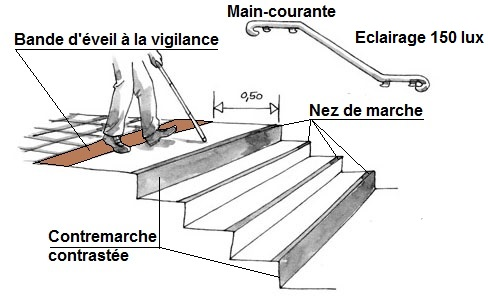 Main-courante
Eclairage 150 lux
Bande d'éveil à la vigilance
0,50
Nez de marche
Contremarche
contrastée